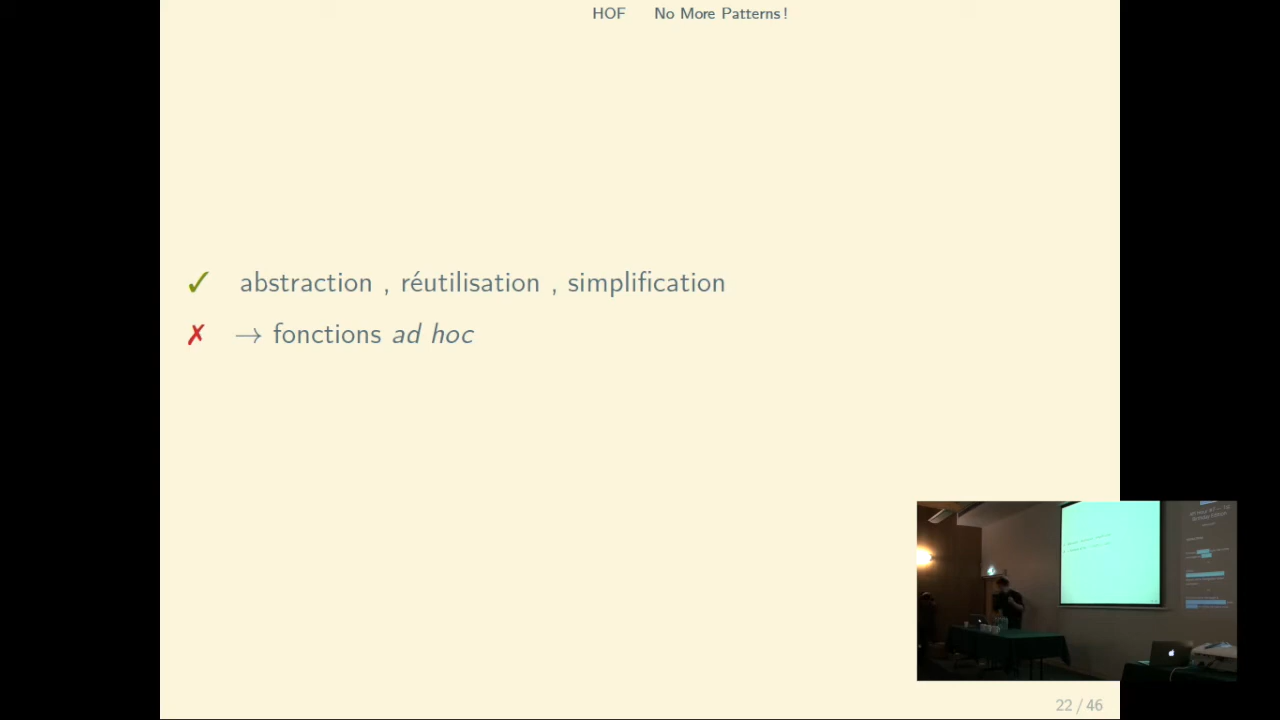 HOF No More Patterns !
✓ abstraction , réutilisation , simplification
✗ → fonctions ad hoc
22 / 46